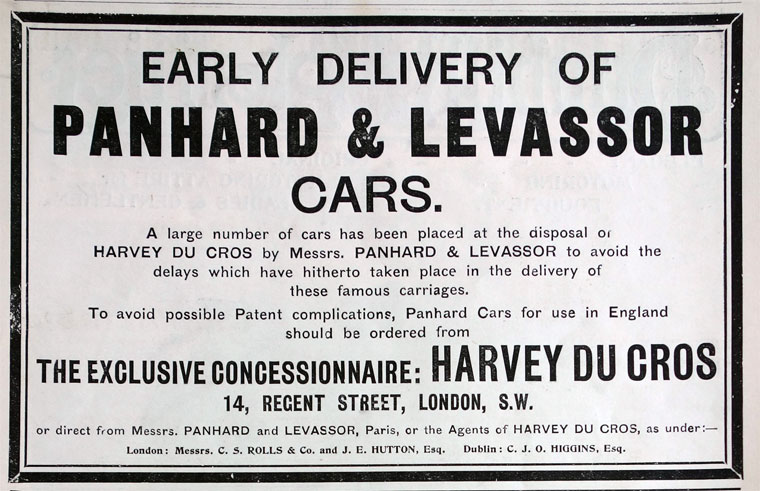 EARLY DELIVERY OF
PANHARD & LEVASSOR
CARS.
A large number of cars has been placed at the disposal of
HARVEY DU CROS by Messrs. PANHARD & LEVASSOR to avoid the
delays which have hitherto taken place in the delivery of
these famous carriages.
To avoid possible Patent complications, Panhard Cars for use in England
should be ordered from
THE EXCLUSIVE CONCESSIONNAIRE: HARVEY DU CROS
14, REGENT STREET, LONDON, S.W.
or direct from Messrs. PANHARD and LEVASSOR, Paris, or the Agents of HARVEY DU CROS, as under:—
London: Messrs. C. S. ROLLS & Co. and J. E. HUTTON, Esq. Dublin: C. J. O. HIGGINS, Esq.